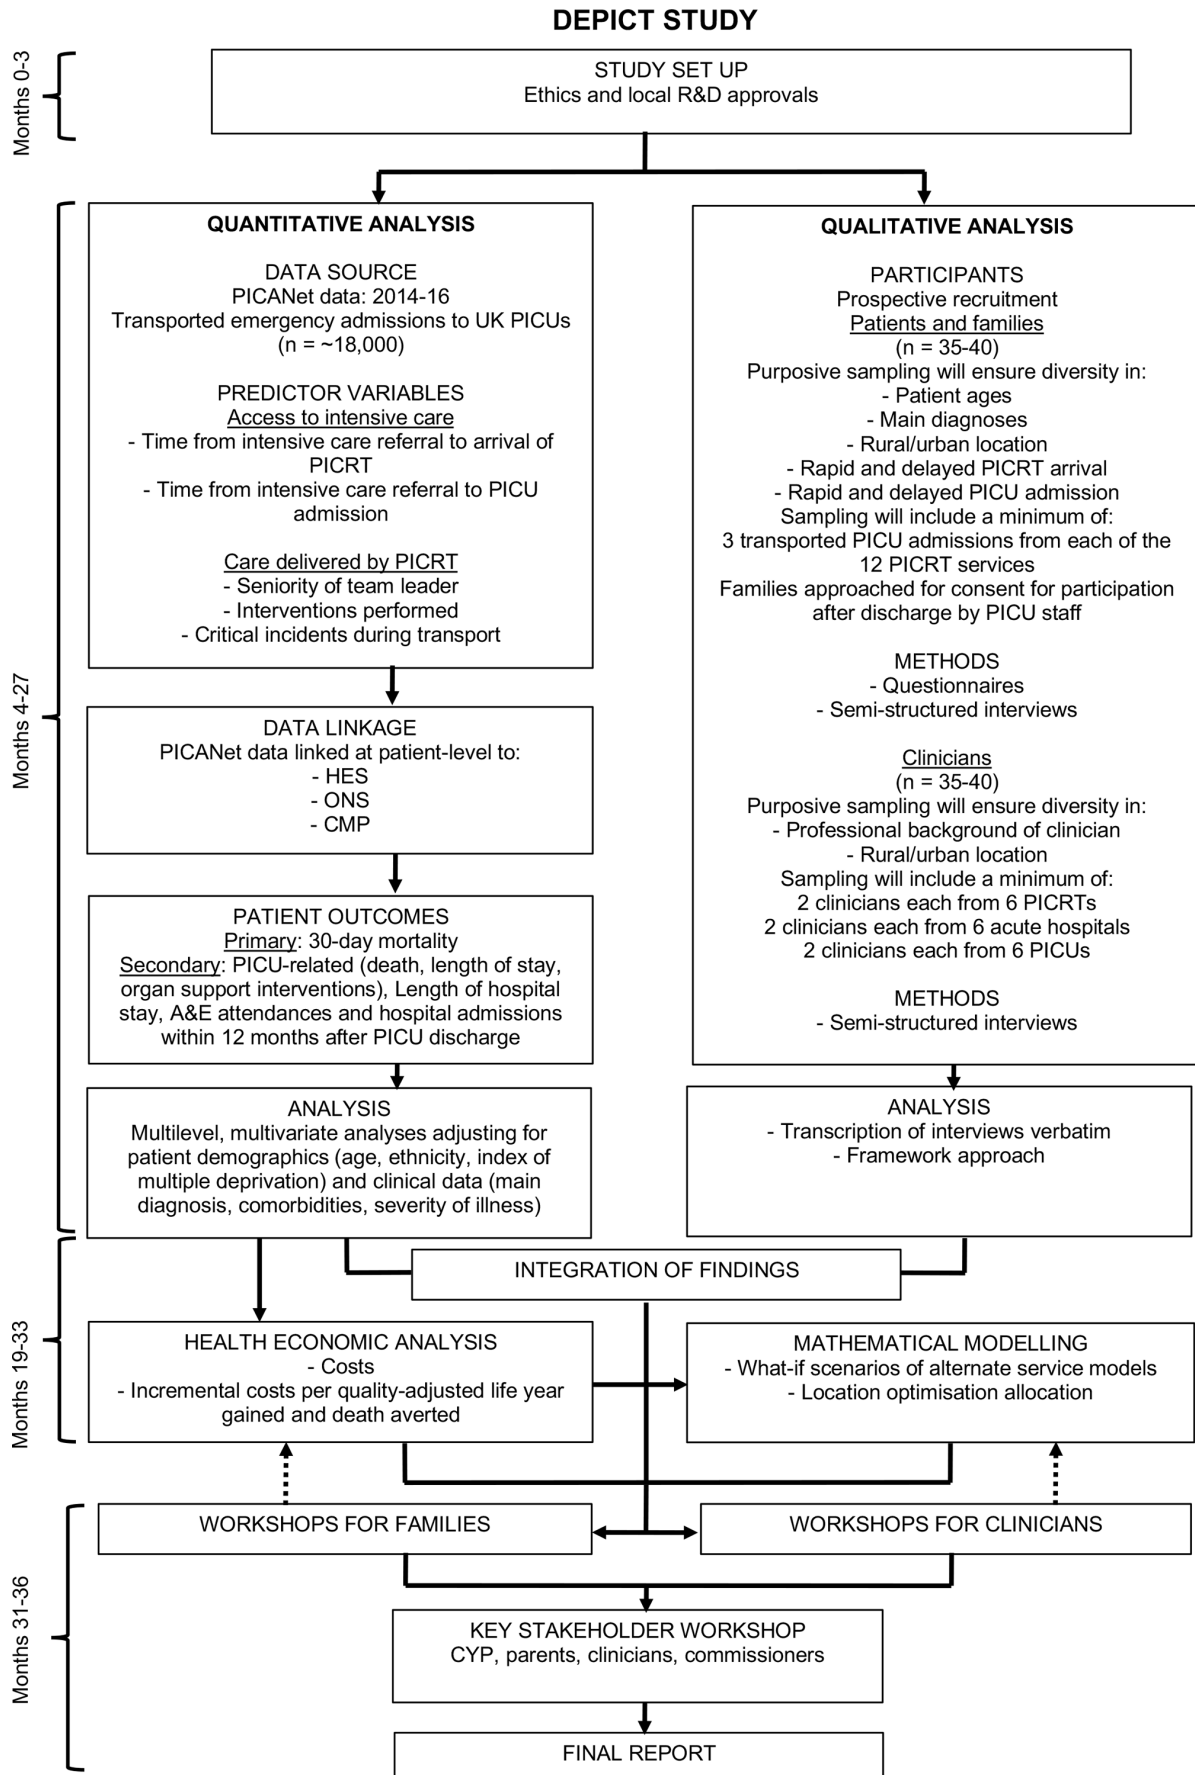 DEPICT STUDY
Months 0-3
STUDY SET UP
Ethics and local R&D approvals
Months 4-27
QUANTITATIVE ANALYSIS
DATA SOURCE
PICANet data: 2014-16
Transported emergency admissions to UK PICUs
(n = ~18,000)
PREDICTOR VARIABLES
Access to intensive care
- Time from intensive care referral to arrival of
PICRT
- Time from intensive care referral to PICU
admission
Care delivered by PICRT
- Seniority of team leader
- Interventions performed
- Critical incidents during transport
DATA LINKAGE
PICANet data linked at patient-level to:
- HES
- ONS
- CMP
PATIENT OUTCOMES
Primary: 30-day mortality
Secondary: PICU-related (death, length of stay,
organ support interventions), Length of hospital
stay, A&E attendances and hospital admissions
within 12 months after PICU discharge
ANALYSIS
Multilevel, multivariate analyses adjusting for
patient demographics (age, ethnicity, index of
multiple deprivation) and clinical data (main
diagnosis, comorbidities, severity of illness)
QUALITATIVE ANALYSIS
PARTICIPANTS
Prospective recruitment
Patients and families
(n = 35-40)
Purposive sampling will ensure diversity in:
- Patient ages
- Main diagnoses
- Rural/urban location
- Rapid and delayed PICRT arrival
- Rapid and delayed PICU admission
Sampling will include a minimum of:
3 transported PICU admissions from each of the
12 PICRT services
Families approached for consent for participation
after discharge by PICU staff
METHODS
- Questionnaires
- Semi-structured interviews
Clinicians
(n = 35-40)
Purposive sampling will ensure diversity in:
- Professional background of clinician
- Rural/urban location
Sampling will include a minimum of:
2 clinicians each from 6 PICRTs
2 clinicians each from 6 acute hospitals
2 clinicians each from 6 PICUs
METHODS
- Semi-structured interviews
ANALYSIS
- Transcription of interviews verbatim
- Framework approach
Months 19-33
INTEGRATION OF FINDINGS
HEALTH ECONOMIC ANALYSIS
- Costs
- Incremental costs per quality-adjusted life year
gained and death averted
MATHEMATICAL MODELLING
- What-if scenarios of alternate service models
- Location optimisation allocation
Months 31-36
WORKSHOPS FOR FAMILIES
WORKSHOPS FOR CLINICIANS
KEY STAKEHOLDER WORKSHOP
CYP, parents, clinicians, commissioners
FINAL REPORT